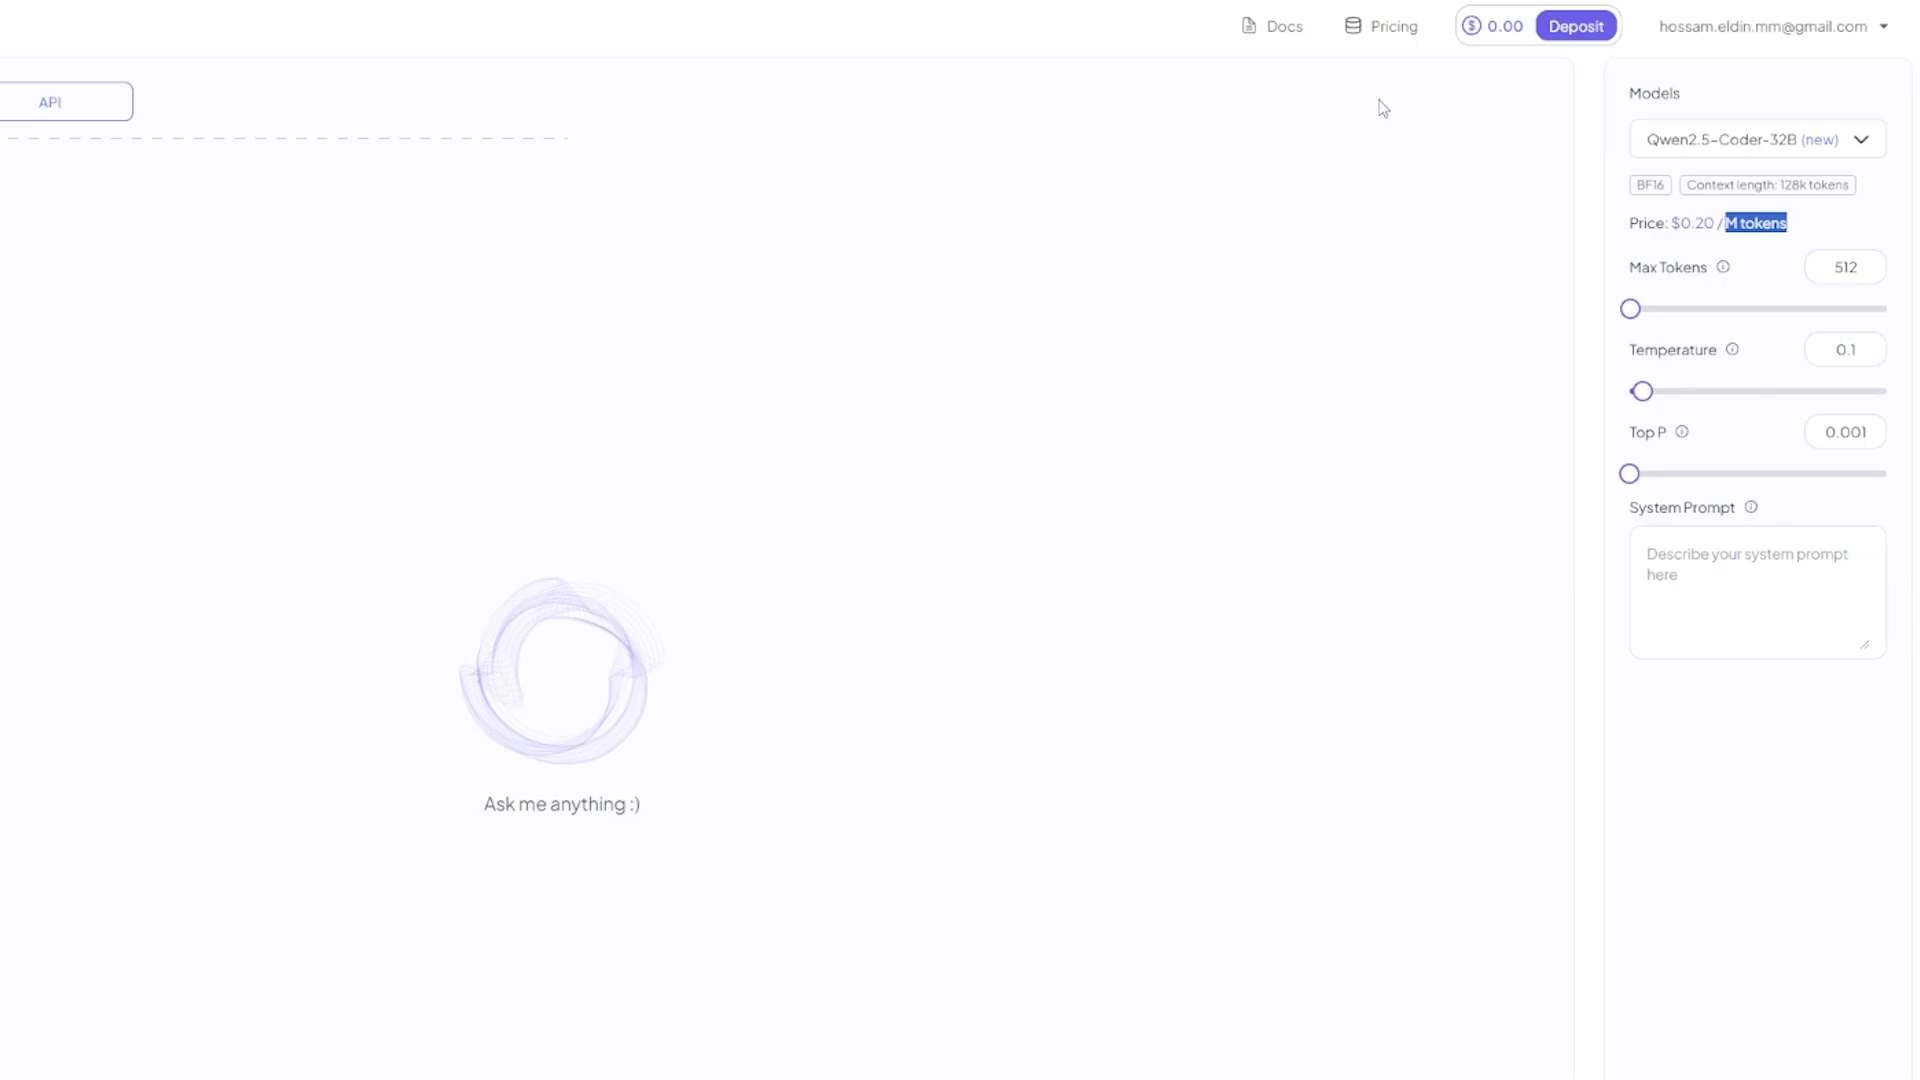 Docs
Pricing
$ 0.00
Deposit
hossam.eldin.mm@gmail.com
API
Models
Qwen2.5-Coder-32B (new)
BF16
Context length: 128k tokens
Price: $0.20 / M tokens
Max Tokens
512
Temperature
0.1
Top P
0.001
System Prompt
Describe your system prompt
here
Ask me anything :)